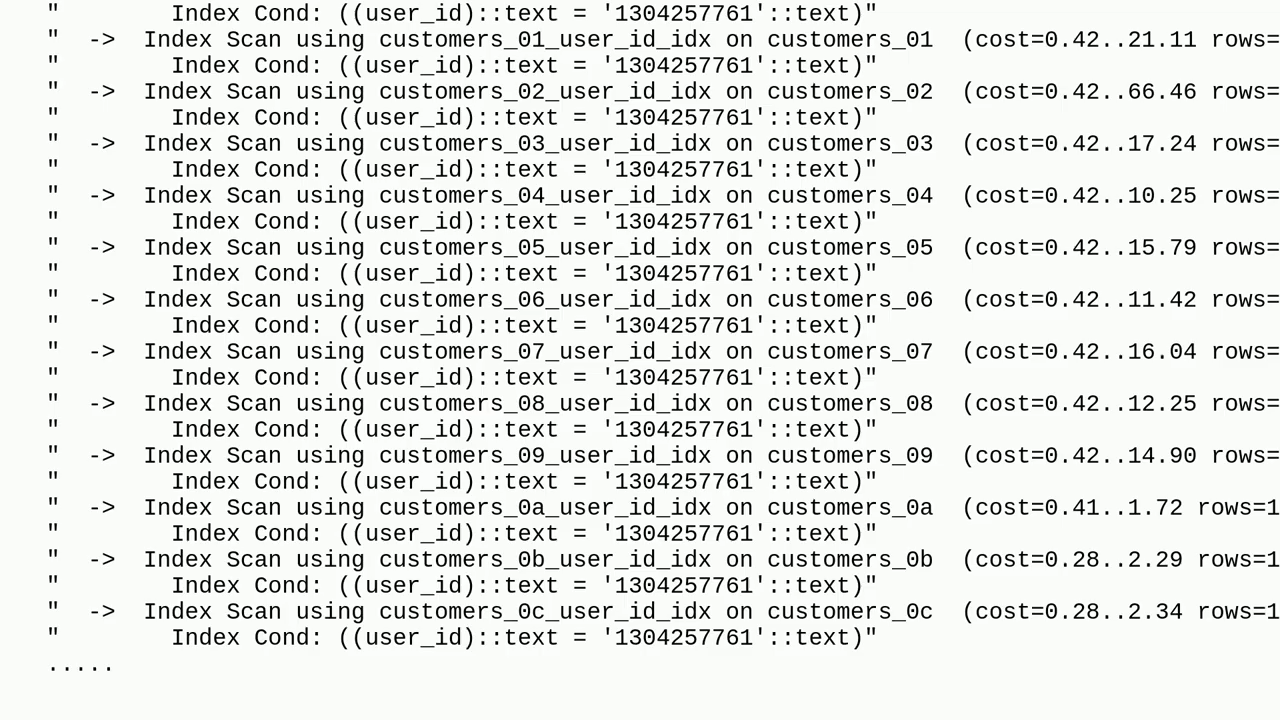 "        Index Cond: ((user_id)::text = '1304257761'::text)"
"  ->  Index Scan using customers_01_user_id_idx on customers_01  (cost=0.42..21.11 rows=
"        Index Cond: ((user_id)::text = '1304257761'::text)"
"  ->  Index Scan using customers_02_user_id_idx on customers_02  (cost=0.42..66.46 rows=
"        Index Cond: ((user_id)::text = '1304257761'::text)"
"  ->  Index Scan using customers_03_user_id_idx on customers_03  (cost=0.42..17.24 rows=
"        Index Cond: ((user_id)::text = '1304257761'::text)"
"  ->  Index Scan using customers_04_user_id_idx on customers_04  (cost=0.42..10.25 rows=
"        Index Cond: ((user_id)::text = '1304257761'::text)"
"  ->  Index Scan using customers_05_user_id_idx on customers_05  (cost=0.42..15.79 rows=
"        Index Cond: ((user_id)::text = '1304257761'::text)"
"  ->  Index Scan using customers_06_user_id_idx on customers_06  (cost=0.42..11.42 rows=
"        Index Cond: ((user_id)::text = '1304257761'::text)"
"  ->  Index Scan using customers_07_user_id_idx on customers_07  (cost=0.42..16.04 rows=
"        Index Cond: ((user_id)::text = '1304257761'::text)"
"  ->  Index Scan using customers_08_user_id_idx on customers_08  (cost=0.42..12.25 rows=
"        Index Cond: ((user_id)::text = '1304257761'::text)"
"  ->  Index Scan using customers_09_user_id_idx on customers_09  (cost=0.42..14.90 rows=
"        Index Cond: ((user_id)::text = '1304257761'::text)"
"  ->  Index Scan using customers_0a_user_id_idx on customers_0a  (cost=0.41..1.72 rows=1
"        Index Cond: ((user_id)::text = '1304257761'::text)"
"  ->  Index Scan using customers_0b_user_id_idx on customers_0b  (cost=0.28..2.29 rows=1
"        Index Cond: ((user_id)::text = '1304257761'::text)"
"  ->  Index Scan using customers_0c_user_id_idx on customers_0c  (cost=0.28..2.34 rows=1
"        Index Cond: ((user_id)::text = '1304257761'::text)"
.....